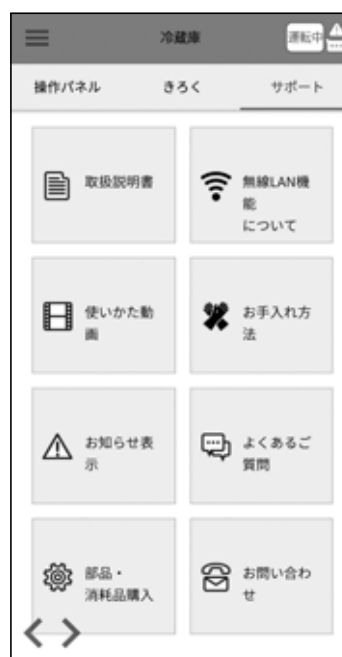 冷蔵庫
運転中
操作パネル
きろく
サポート
取扱説明書
無線LAN機
能
について
使いかた動
画
お手入れ方
法
お知らせ表
示
よくあるご
質問
部品・
消耗品購入
お問い合わ
せ